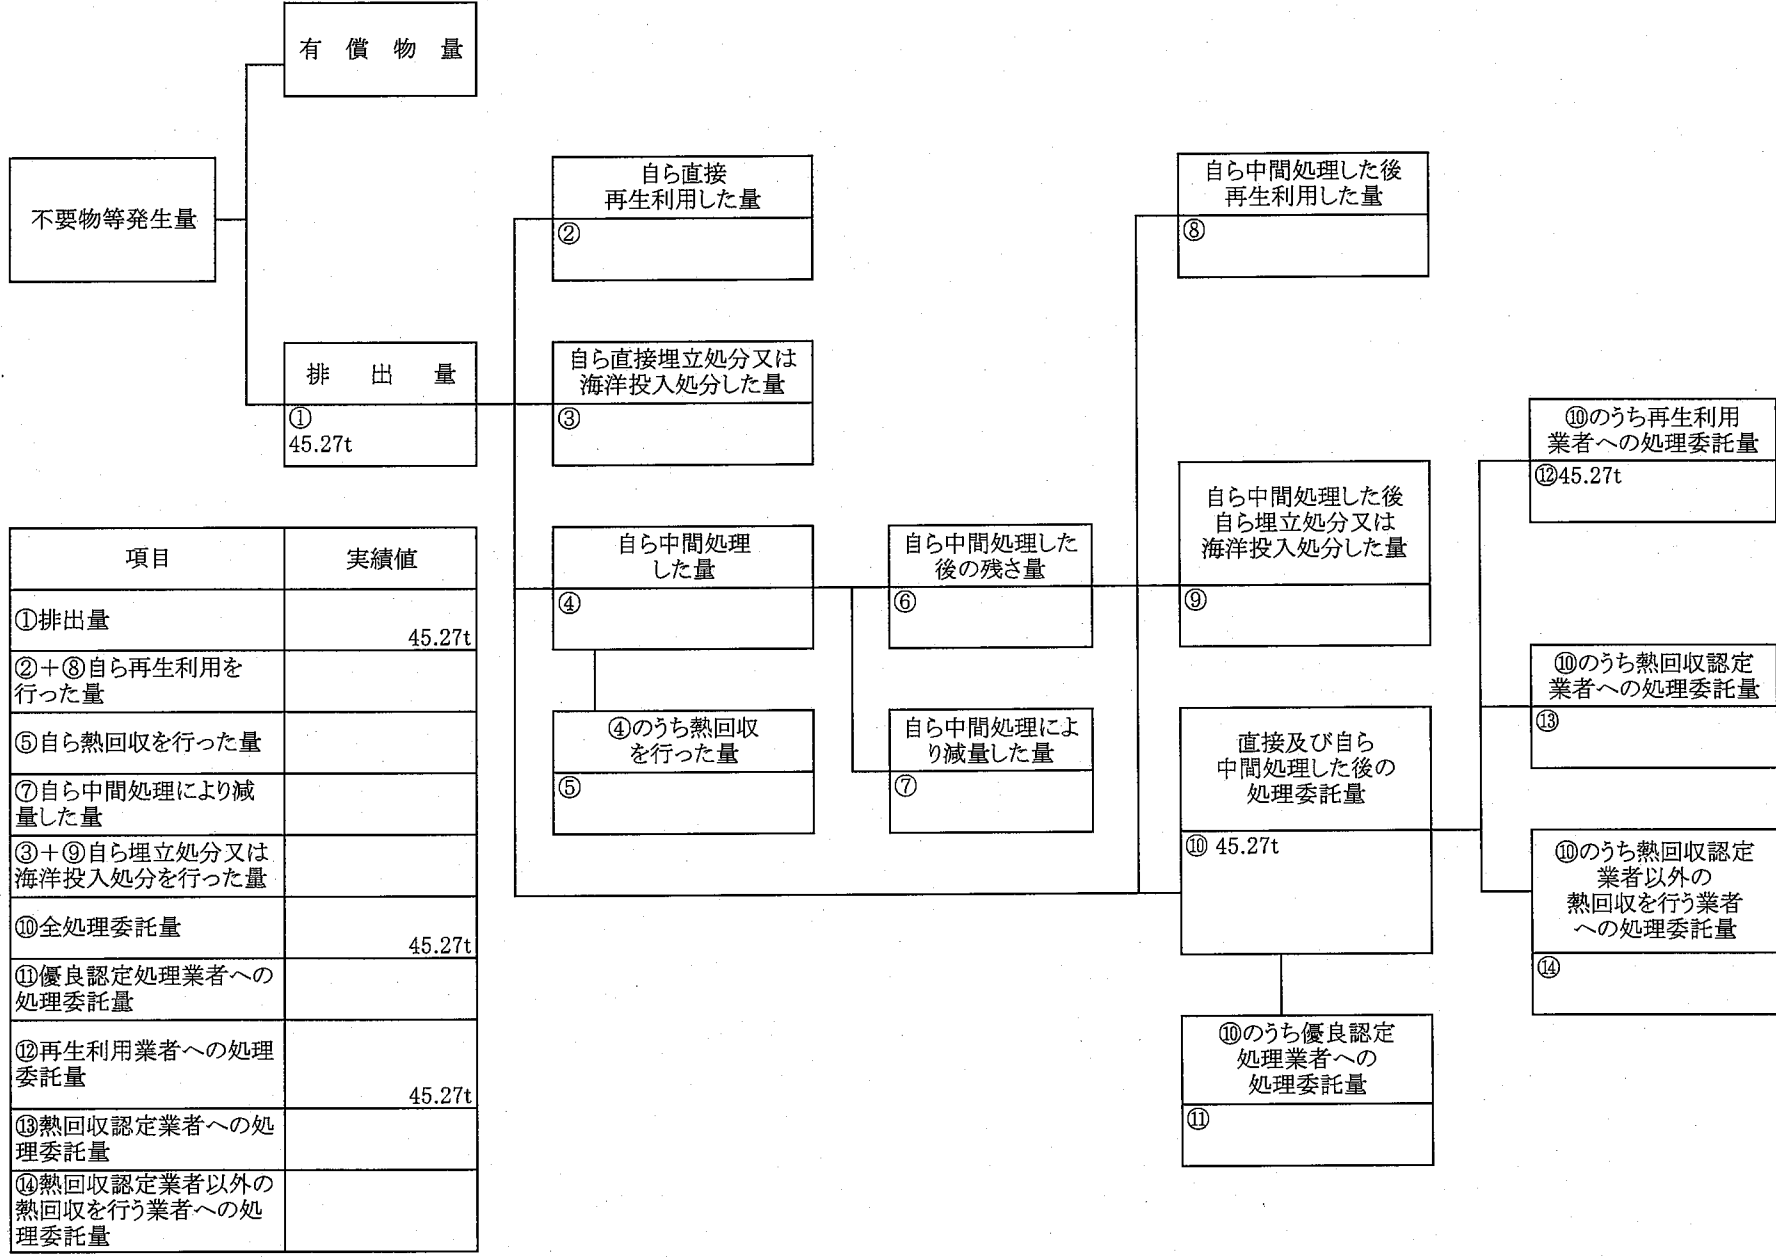 有償物量
不要物等発生量
排出量
①
45.27t
自ら直接
再生利用した量
②
自ら直接埋立処分又は
海洋投入処分した量
③
自ら中間処理
した量
④
④のうち熱回収
を行った量
⑤
自ら中間処理した
後の残さ量
⑥
自ら中間処理によ
り減量した量
⑦
自ら中間処理した後
再生利用した量
⑧
自ら中間処理した後
自ら埋立処分又は
海洋投入処分した量
⑨
直接及び自ら
中間処理した後の
処理委託量
⑩ 45.27t
⑩のうち優良認定
処理業者への
処理委託量
⑪
⑩のうち再生利用
業者への処理委託量
⑫45.27t
⑩のうち熱回収認定
業者への処理委託量
⑬
⑩のうち熱回収認定
業者以外の
熱回収を行う業者
への処理委託量
⑭
項目 実績値
①排出量
45.27t
②+⑧自ら再生利用を
行った量
⑤自ら熱回収を行った量
⑦自ら中間処理により減
量した量
③+⑨自ら埋立処分又は
海洋投入処分を行った量
⑩全処理委託量
45.27t
⑪優良認定処理業者への
処理委託量
⑫再生利用業者への処理
委託量
45.27t
⑬熱回収認定業者への処
理委託量
⑭熱回収認定業者以外の
熱回収を行う業者への処
理委託量